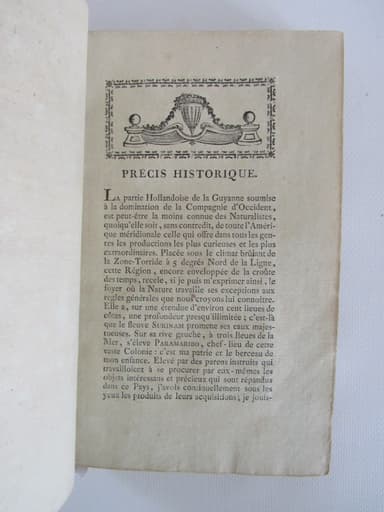 PRÉCIS HISTORIQUE.
LA partie Hollandoise de la Guyanne soumise
à la domination de la Compagnie d'Occident,
est peut-être la moins connue des Naturalistes,
quoiqu'elle soit, sans contredit, de toute l'Amé-
rique méridionale celle qui offre dans tous les gen-
res les productions les plus curieuses et les plus
extraordinaires. Placée sous le climat brûlant de
la Zone-Torride à 5 degrés Nord de la Ligne,
cette Région, encore enveloppée de la croûte
des temps, recele, si je puis m'exprimer ainsi, le
foyer où la Nature travaille ses exceptions aux
regles générales que nous croyons lui connoître.
Elle a, sur une étendue d'environ cent lieues de
côtes, une profondeur presqu'illimitée; c'est-là
que le fleuve SURINAM promene ses eaux majes-
tueuses. Sur sa rive gauche, à trois lieues de la
Mer, s'éleve PARAMARIBO, chef-lieu de cette
vaste Colonie: c'est ma patrie et le berceau de
mon enfance. Elevé par des parens instruits qui
travailloient à se procurer par eux-mêmes les
objets intéressans et précieux qui sont répandus
dans ce Pays, j'avois continuellement sous les
yeux les produits de leurs acquisitions; je jouis-